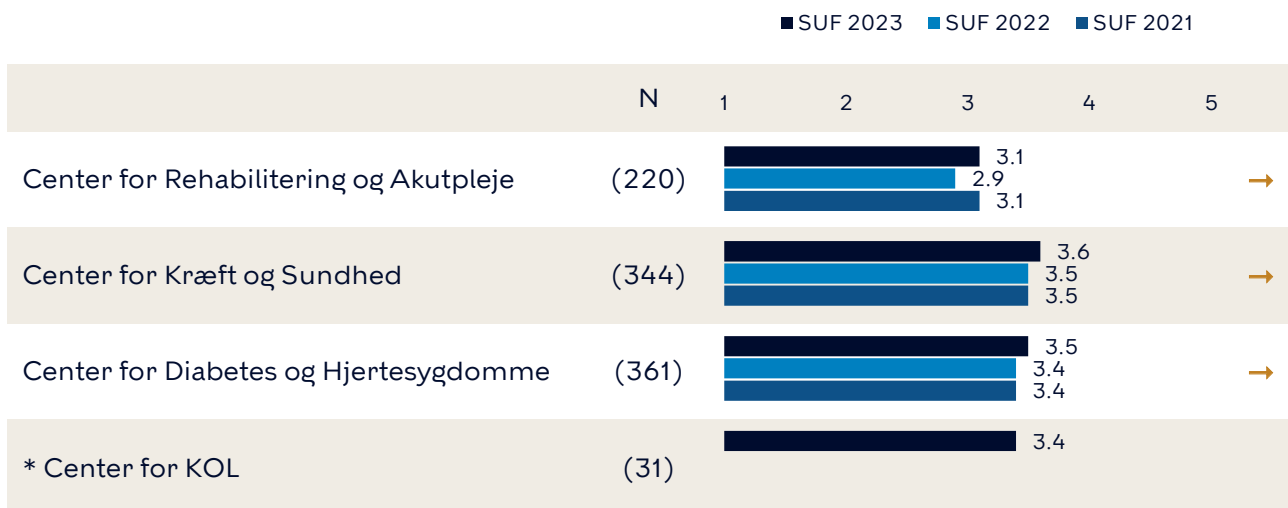 SUF 2023 SUF 2022 SUF 2021
N 1 2 3 4 5
3.1
Center for Rehabilitering og Akutpleje (220) 2.9 →
3.1
3.6
Center for Kræft og Sundhed (344) 3.5 →
3.5
3.5
Center for Diabetes og Hjertesygdomme (361) 3.4 →
3.4
3.4
* Center for KOL (31)